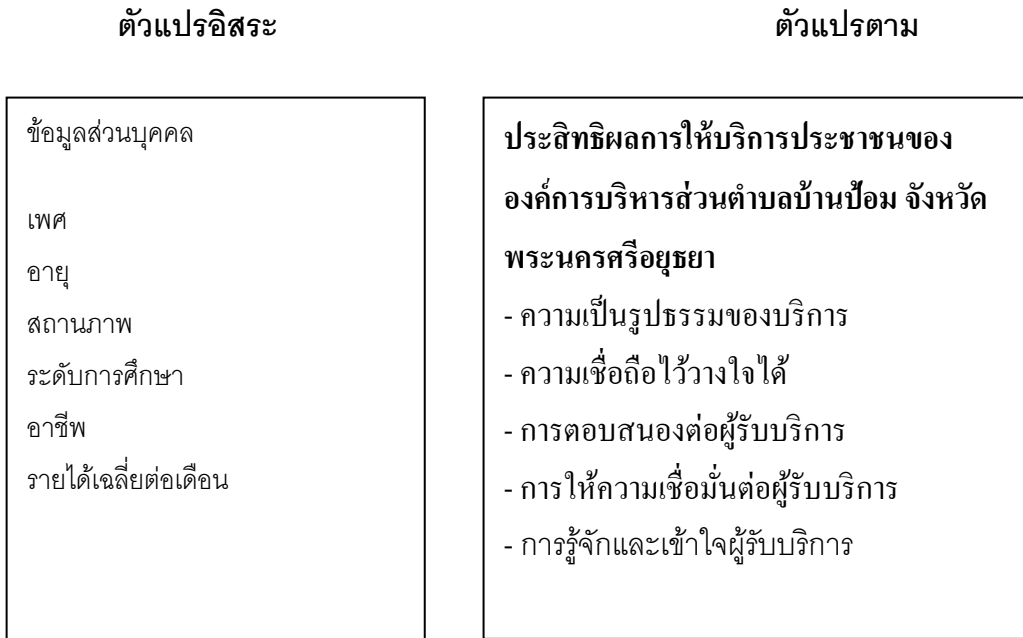 ตัวแปรอิสระ
ตัวแปรตาม
ข้อมูลส่วนบุคคล
เพศ
อายุ
สถานภาพ
ระดับการศึกษา
อาชีพ
รายได้เฉลี่ยต่อเดือน
ประสิทธิผลการให้บริการประชาชนของ
องค์การบริหารส่วนตำบลบ้านป้อม จังหวัด
พระนครศรีอยุธยา
- ความเป็นรูปธรรมของบริการ
- ความเชื่อถือไว้วางใจได้
- การตอบสนองต่อผู้รับบริการ
- การให้ความเชื่อมั่นต่อผู้รับบริการ
- การรู้จักและเข้าใจผู้รับบริการ